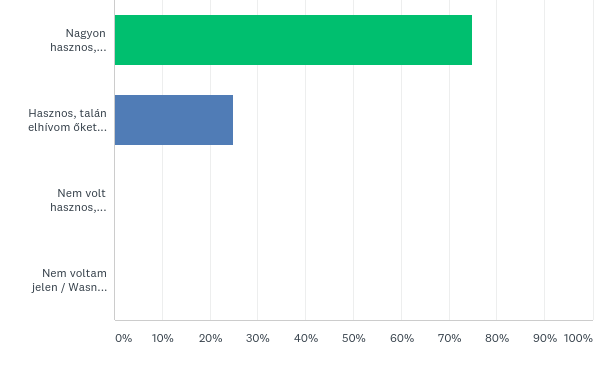 Nagyon
hasznos,...
Hasznos, talán
elhívom őket...
Nem volt
hasznos,...
Nem voltam
jelen / Wasn...
0% 10% 20% 30% 40% 50% 60% 70% 80% 90% 100%